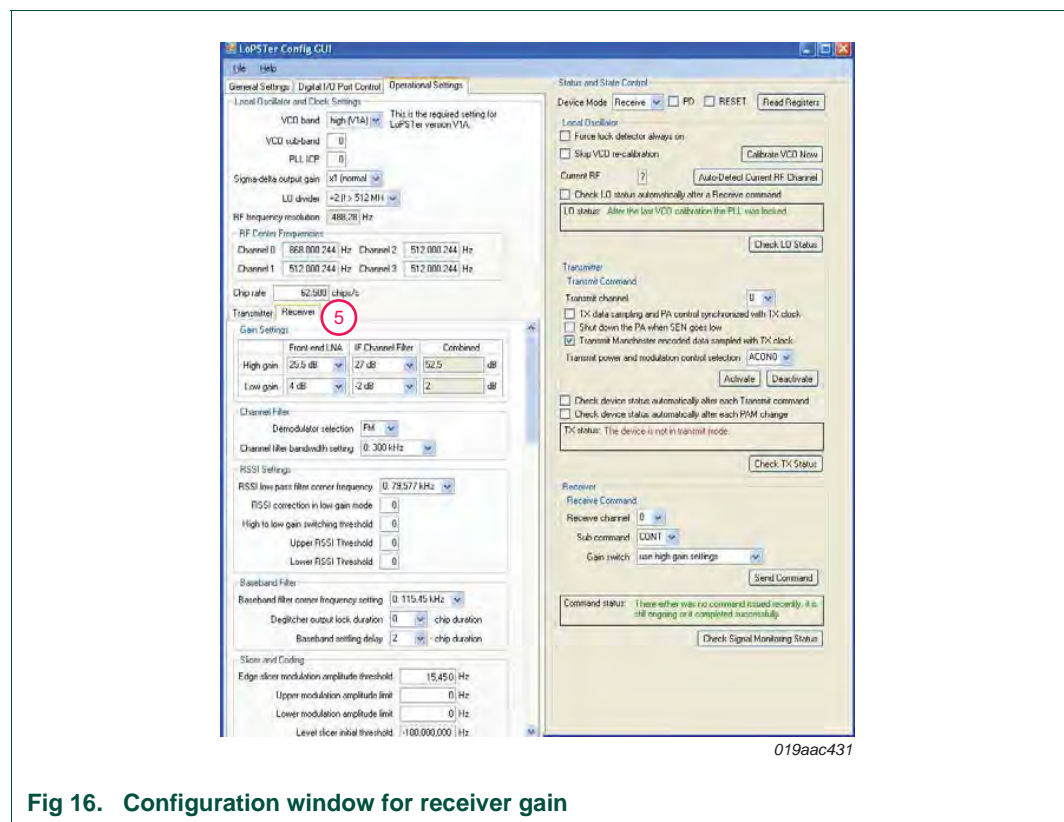 LoPSTer Config GUI
File Help
General Settings Digital I/O Port Control Operational Settings
Local Oscillator and Clock Settings
VCO band high (V1A) This is the required setting for LoPSTer version V1A.
VCO sub-band 0
PLL ICP 0
Sigma-delta output gain x1 (normal
LO divider ÷2 (f > 512 MH
RF frequency resolution 488.28 Hz
RF Center Frequencies
Channel 0 868.000.244 Hz Channel 2 512.000.244 Hz
Channel 1 512.000.244 Hz Channel 3 512.000.244 Hz
Chip rate 62,500 chips/s
Transmitter Receiver 5
Gain Settings
Front-end LNA IF Channel Filter Combined
High gain 25.5 dB 27 dB 52.5 dB
Low gain 4 dB -2 dB 2 dB
Channel Filter
Demodulator selection FM
Channel filter bandwidth setting 0: 300 kHz
RSSI Settings
RSSI low pass filter corner frequency 0: 79.577 kHz
RSSI correction in low gain mode 0
High to low gain switching threshold 0
Upper RSSI Threshold 0
Lower RSSI Threshold 0
Baseband Filter
Baseband filter corner frequency setting 0: 115.45 kHz
Deglitcher output lock duration 0 chip duration
Baseband settling delay 2 chip duration
Slicer and Coding
Edge slicer modulation amplitude threshold 15,450 Hz
Upper modulation amplitude limit 0 Hz
Lower modulation amplitude limit 0 Hz
Level slicer initial threshold -100.000,000 Hz
Status and State Control
Device Mode Receive PD RESET Read Registers
Local Oscillator
Force lock detector always on
Skip VCO re-calibration Calibrate VCO Now
Current RF ? Auto-Detect Current RF Channel
Check LO status automatically after a Receive command
LO status: After the last VCO calibration the PLL was locked
Check LO Status
Transmitter
Transmit Command
Transmit channel 0
TX data sampling and PA control synchronized with TX clock
Shut down the PA when SEN goes low
Transmit Manchester encoded data sampled with TX clock
Transmit power and modulation control selection ACON0
Activate Deactivate
Check device status automatically after each Transmit command
Check device status automatically after each PAM change
TX status: The device is not in transmit mode.
Check TX Status
Receiver
Receive Command
Receive channel 0
Sub command CONT
Gain switch use high gain settings
Send Command
Command status: There either was no command issued recently, it is
still ongoing or it completed successfully.
Check Signal Monitoring Status
019aac431
Fig 16. Configuration window for receiver gain